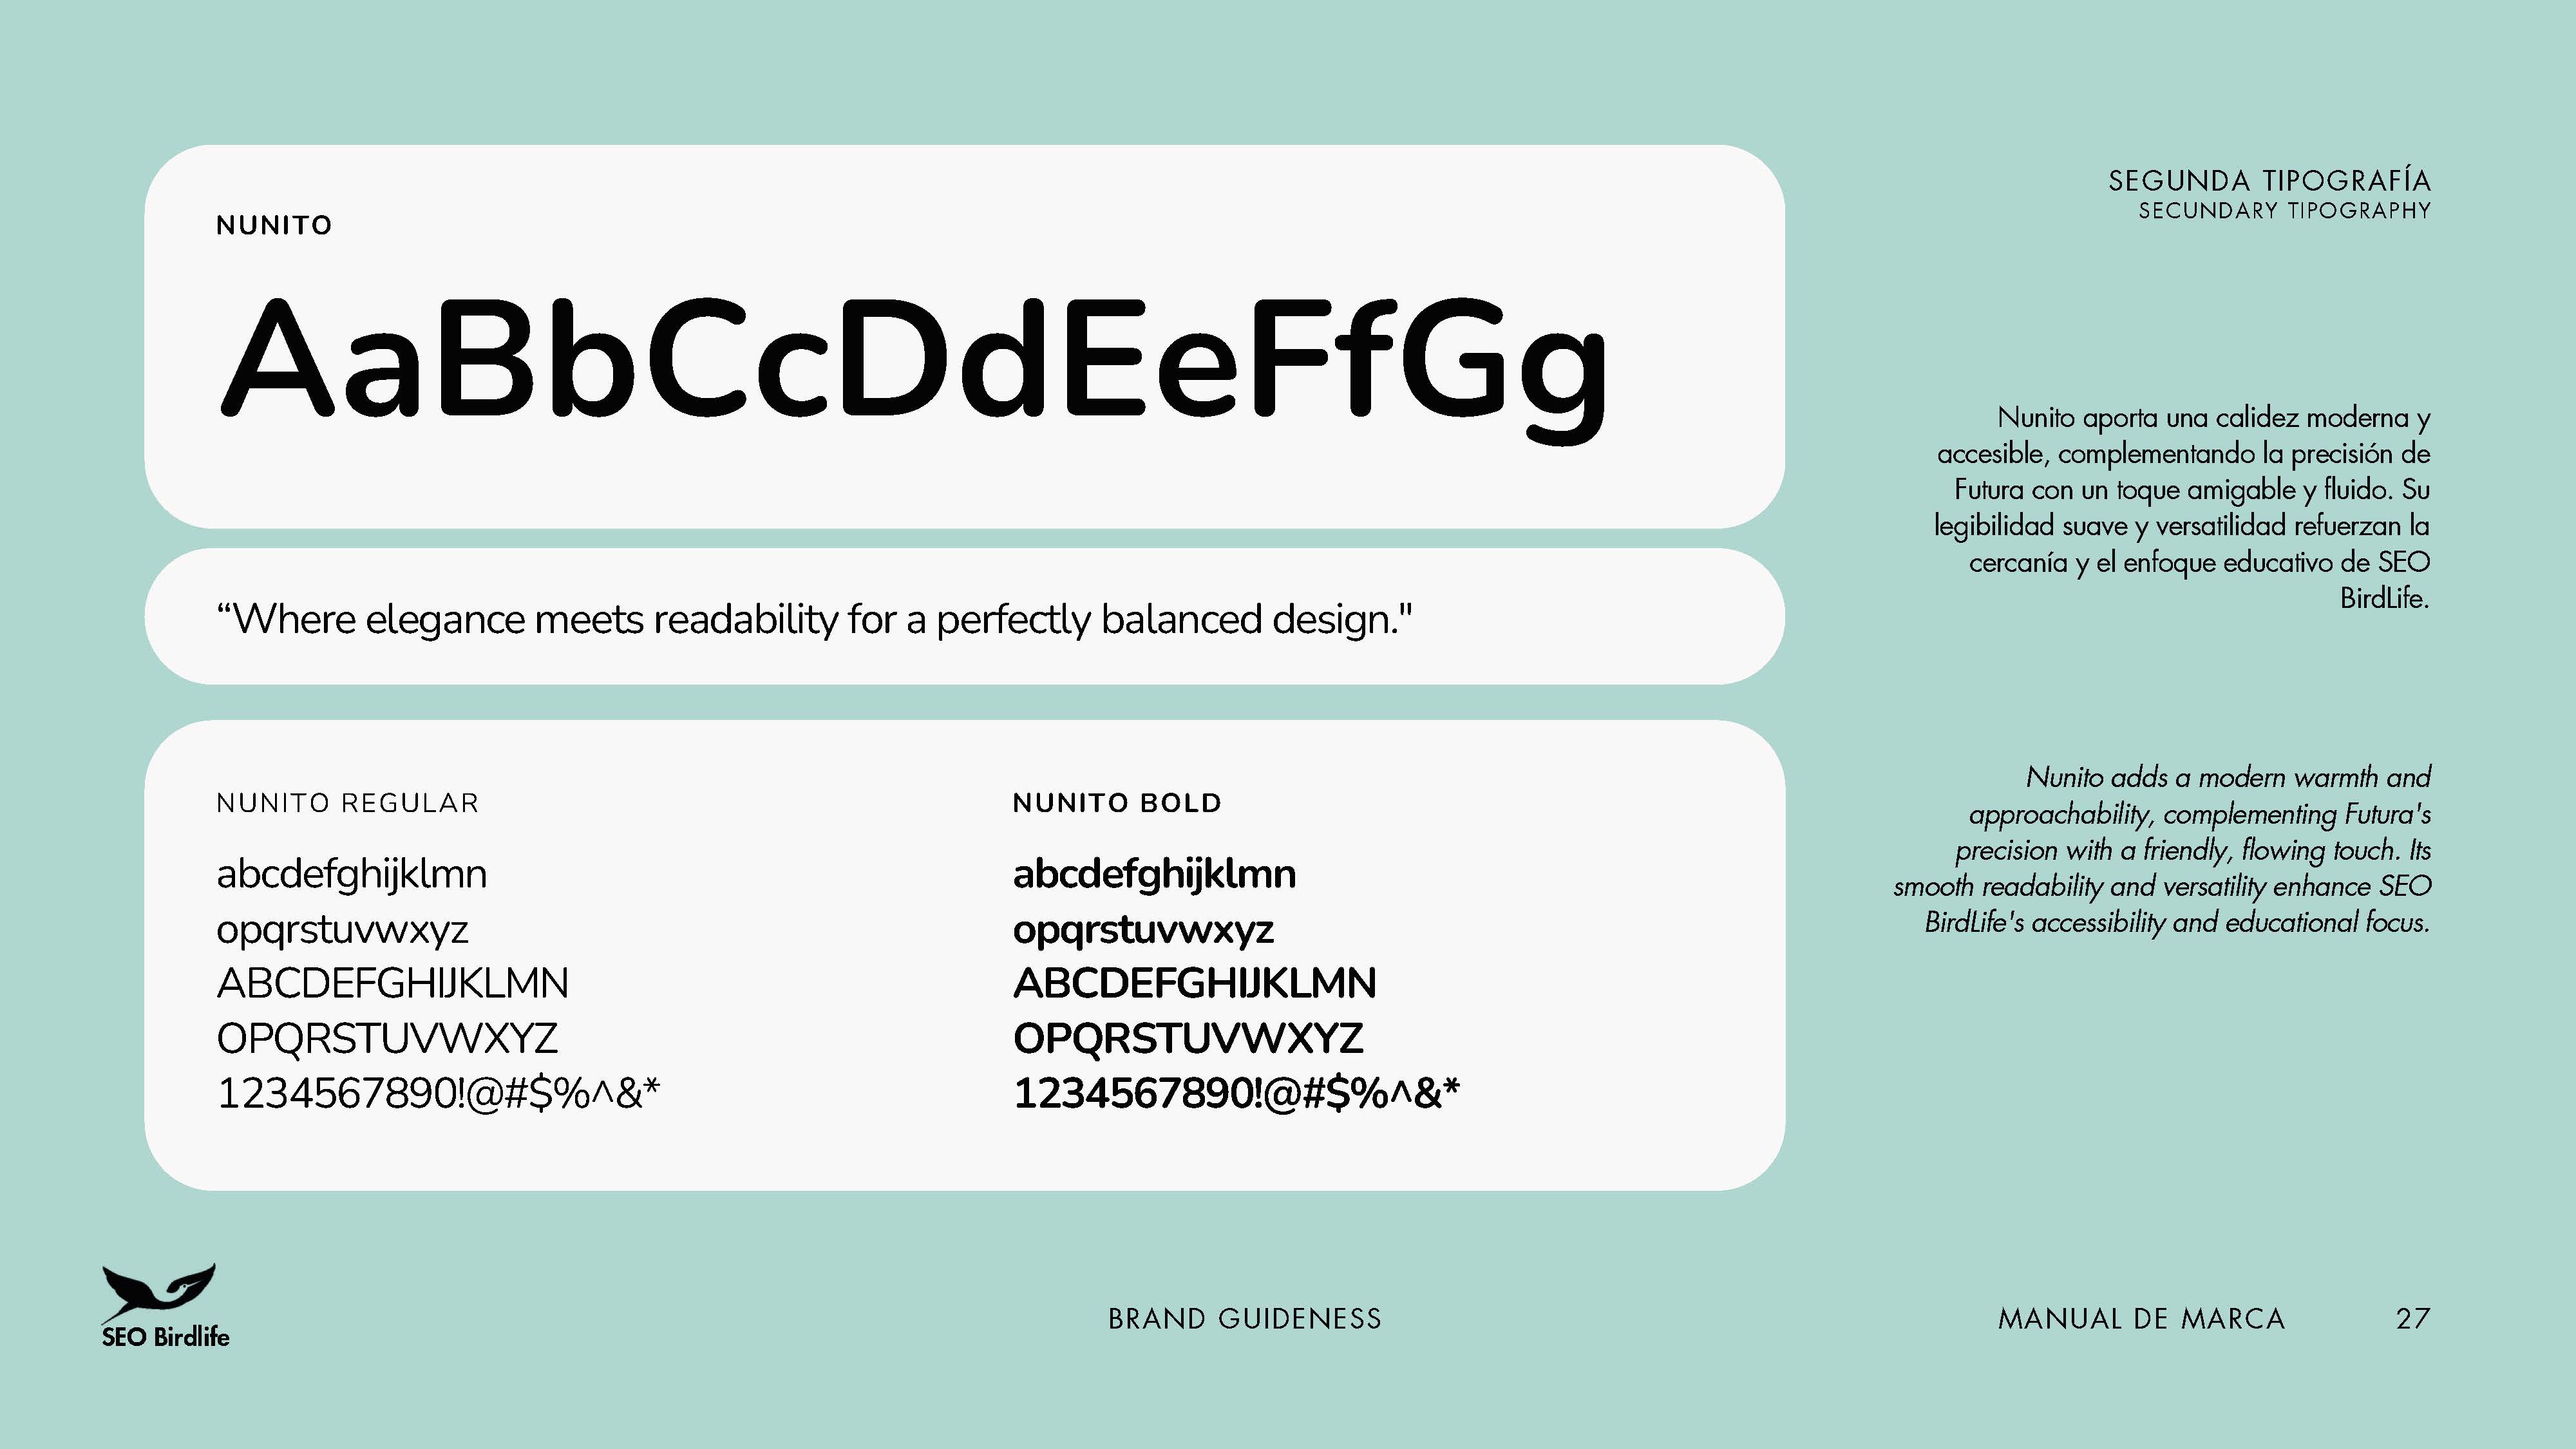 NUNITO
AaBbCcDdEeFfGg
“Where elegance meets readability for a perfectly balanced design."
NUNITO REGULAR
abcdefghijklmn
opqrstuvwxyz
ABCDEFGHIJKLMN
OPQRSTUVWXYZ
1234567890!@#$%^&*
NUNITO BOLD
abcdefghijklmn
opqrstuvwxyz
ABCDEFGHIJKLMN
OPQRSTUVWXYZ
1234567890!@#$%^&*
SEGUNDA TIPOGRAFÍA
SECUNDARY TIPOGRAPHY
Nunito aporta una calidez moderna y
accesible, complementando la precisión de
Futura con un toque amigable y fluido. Su
legibilidad suave y versatilidad refuerzan la
cercanía y el enfoque educativo de SEO
BirdLife.
Nunito adds a modern warmth and
approachability, complementing Futura's
precision with a friendly, flowing touch. Its
smooth readability and versatility enhance SEO
BirdLife's accessibility and educational focus.
SEO Birdlife
BRAND GUIDENESS
MANUAL DE MARCA
27